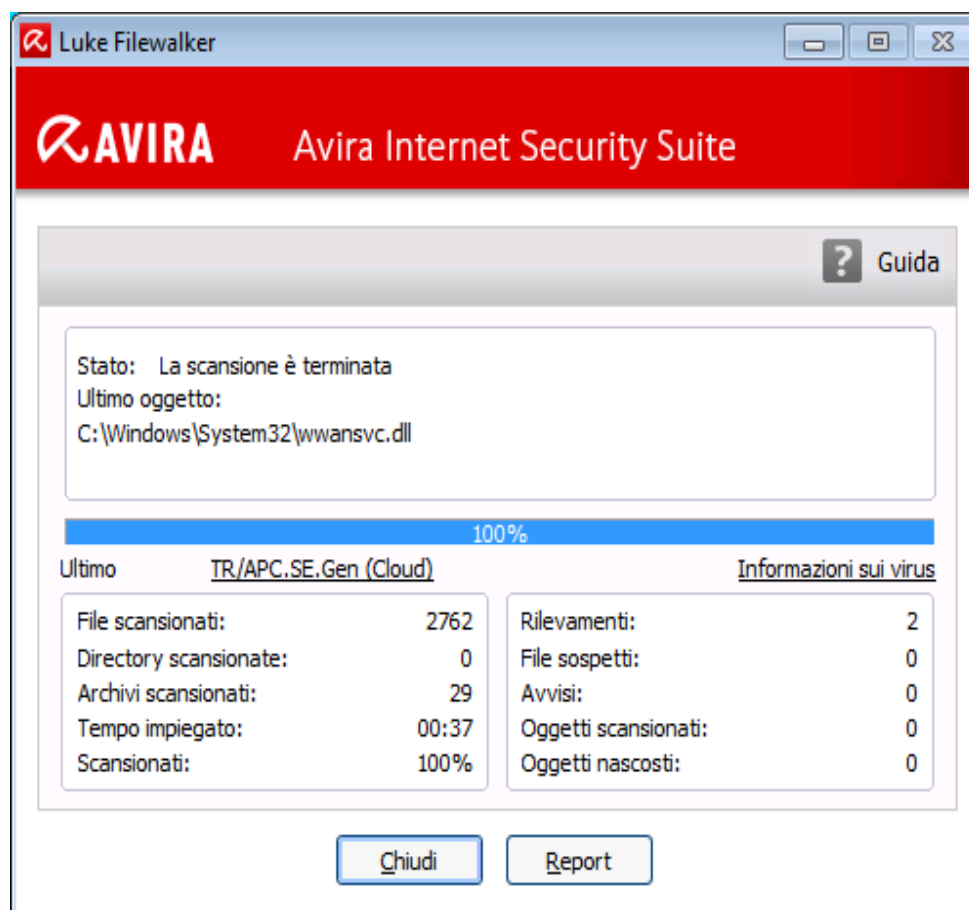 Luke Filewalker
AVIRA Avira Internet Security Suite
? Guida
Stato: La scansione è terminata
Ultimo oggetto:
C:\Windows\System32\wwansvc.dll
100%
Ultimo TR/APC.SE.Gen (Cloud) Informazioni sui virus
File scansionati: 2762
Directory scansionate: 0
Archivi scansionati: 29
Tempo impiegato: 00:37
Scansionati: 100%
Rilevamenti: 2
File sospetti: 0
Avvisi: 0
Oggetti scansionati: 0
Oggetti nascosti: 0
Chiudi Report